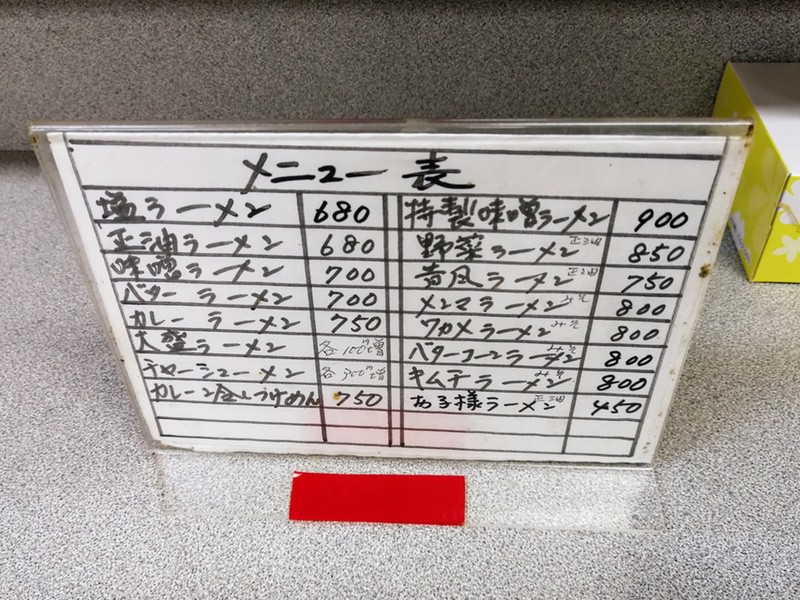 メニュー表
塩ラーメン 680
正油ラーメン 680
味噌ラーメン 700
バターラーメン 700
カレーラーメン 750
大盛ラーメン 各100円増
チャーシューメン 各300円増
カレー 750
特製味噌ラーメン 900
野菜ラーメン 正油 850
ラーメン 正油 750
メンマラーメン みそ 800
ワカメラーメン みそ 800
バターコーンラーメン みそ 800
キムチラーメン みそ 800
お子様ラーメン 正油 450